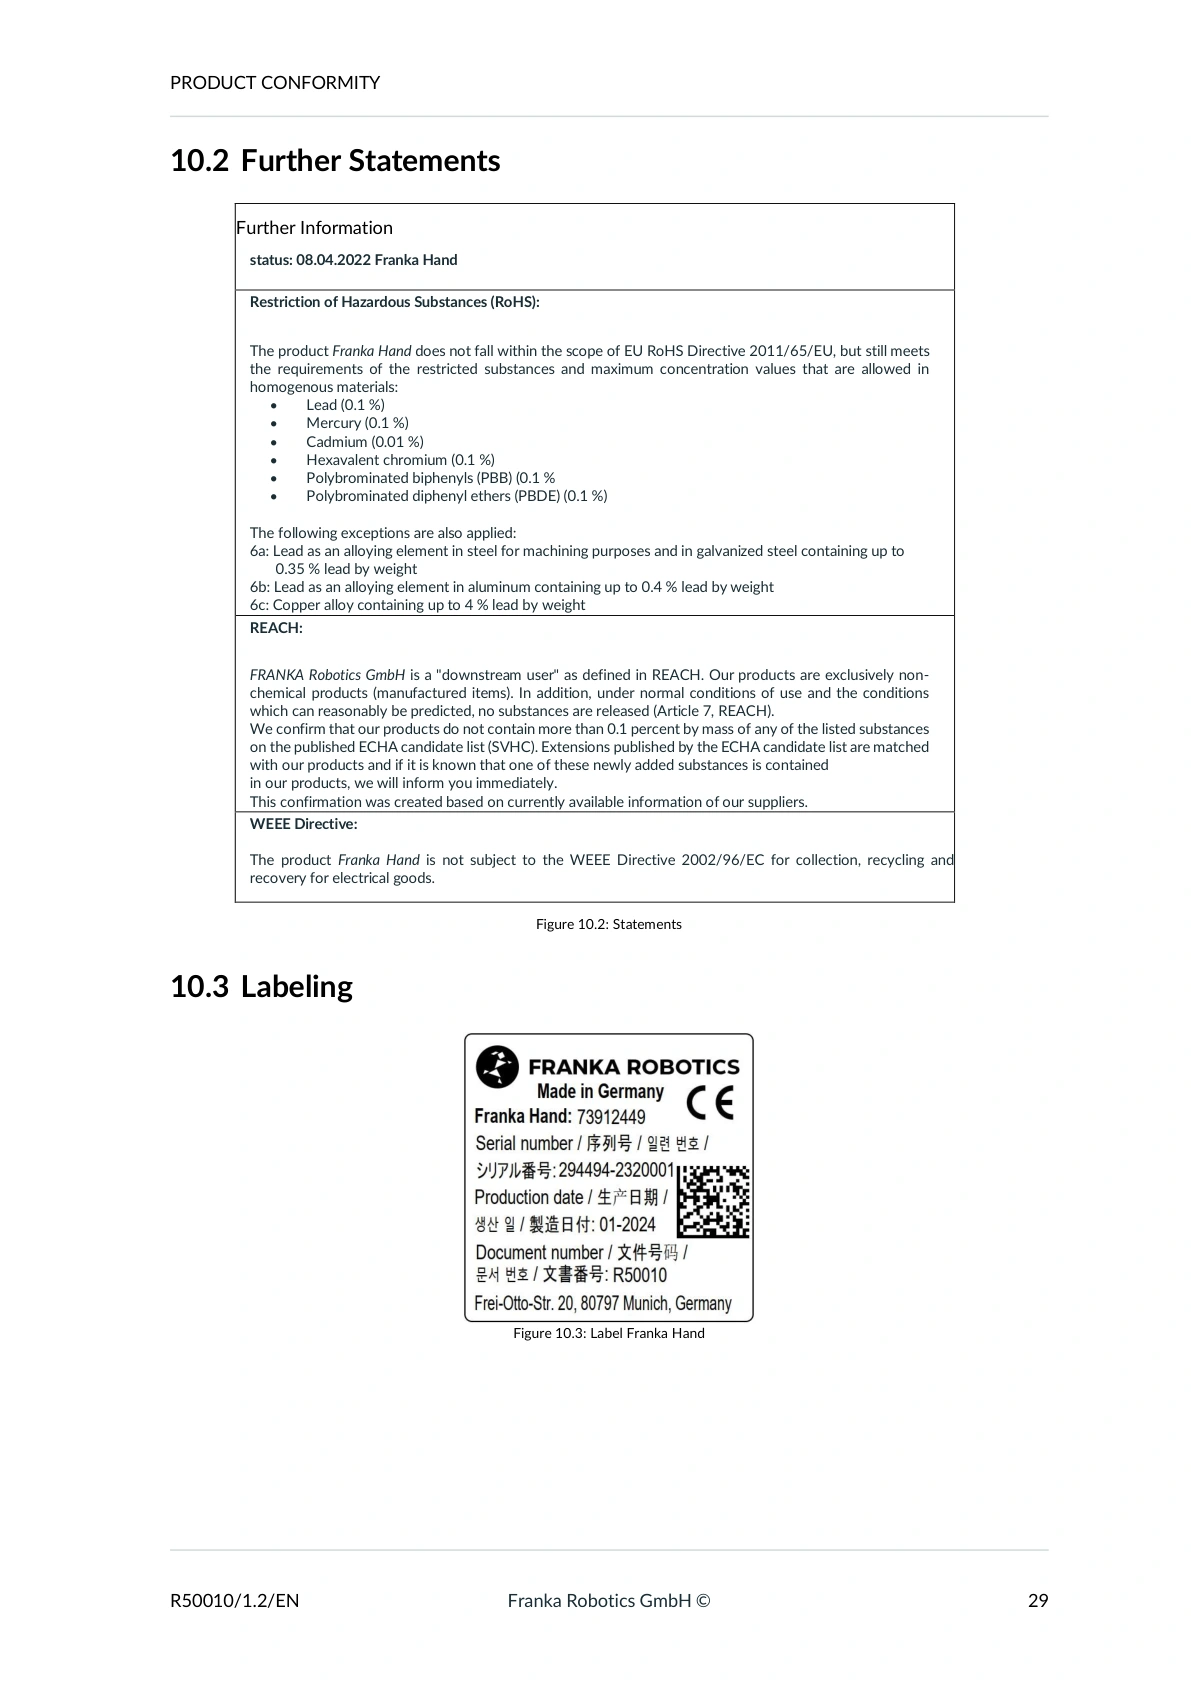 PRODUCT CONFORMITY
10.2 Further Statements
Further Information
status: 08.04.2022 Franka Hand
Restriction of Hazardous Substances (RoHS):
The product Franka Hand does not fall within the scope of EU RoHS Directive 2011/65/EU, but still meets
the requirements of the restricted substances and maximum concentration values that are allowed in
homogenous materials:
• Lead (0.1 %)
• Mercury (0.1 %)
• Cadmium (0.01 %)
• Hexavalent chromium (0.1 %)
• Polybrominated biphenyls (PBB) (0.1 %
• Polybrominated diphenyl ethers (PBDE) (0.1 %)
The following exceptions are also applied:
6a: Lead as an alloying element in steel for machining purposes and in galvanized steel containing up to
0.35 % lead by weight
6b: Lead as an alloying element in aluminum containing up to 0.4 % lead by weight
6c: Copper alloy containing up to 4 % lead by weight
REACH:
FRANKA Robotics GmbH is a "downstream user" as defined in REACH. Our products are exclusively non-
chemical products (manufactured items). In addition, under normal conditions of use and the conditions
which can reasonably be predicted, no substances are released (Article 7, REACH).
We confirm that our products do not contain more than 0.1 percent by mass of any of the listed substances
on the published ECHA candidate list (SVHC). Extensions published by the ECHA candidate list are matched
with our products and if it is known that one of these newly added substances is contained
in our products, we will inform you immediately.
This confirmation was created based on currently available information of our suppliers.
WEEE Directive:
The product Franka Hand is not subject to the WEEE Directive 2002/96/EC for collection, recycling and
recovery for electrical goods.
Figure 10.2: Statements
10.3 Labeling
FRANKA ROBOTICS
Made in Germany
CE
Franka Hand: 73912449
Serial number / 序列号 / 일련 번호 /
シリアル番号: 294494-2320001
Production date / 生产日期 /
생산 일 / 製造日付: 01-2024
Document number / 文件号码 /
문서 번호 / 文書番号: R50010
Frei-Otto-Str. 20, 80797 Munich, Germany
Figure 10.3: Label Franka Hand
R50010/1.2/EN
Franka Robotics GmbH ©
29